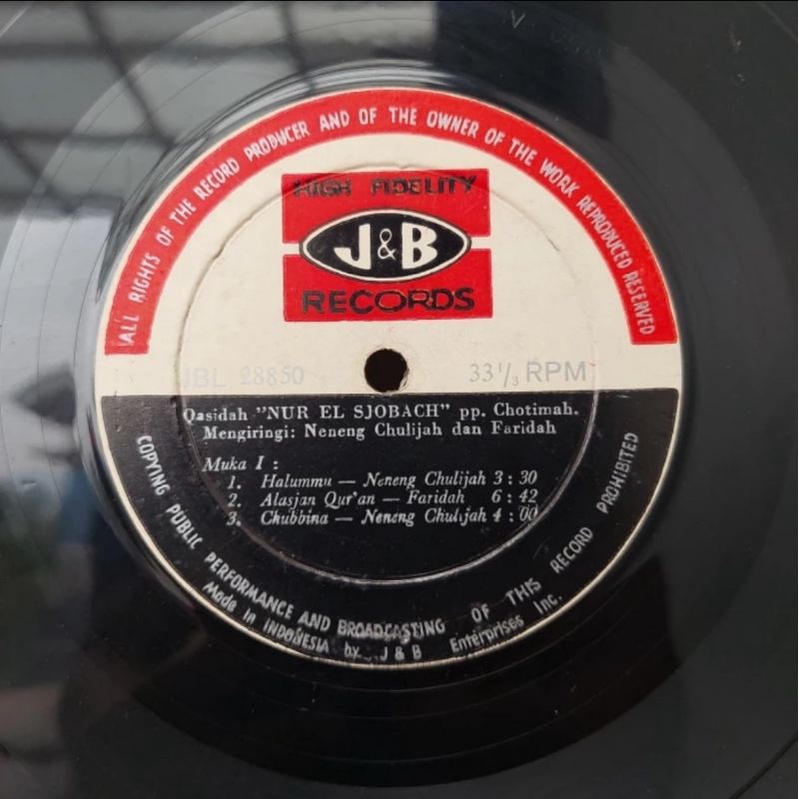 ALL RIGHTS OF THE RECORD PRODUCER AND OF THE OWNER OF THE WORK REPRODUCED RESERVED
HIGH FIDELITY
J&B
RECORDS
JBL 28850
33 1/3 RPM
Qasidah "NUR EL SJOBACH" pp. Chotimah.
Mengiringi: Neneng Chulijah dan Faridah
Muka I :
1. Halummu — Neneng Chulijah 3 : 30
2. Alasjan Qur'an — Faridah 6 : 42
3. Chubbina — Neneng Chulijah 4 : 00
COPYING PUBLIC PERFORMANCE AND BROADCASTING OF THIS RECORD PROHIBITED
Made in INDONESIA by J & B Enterprises Inc.